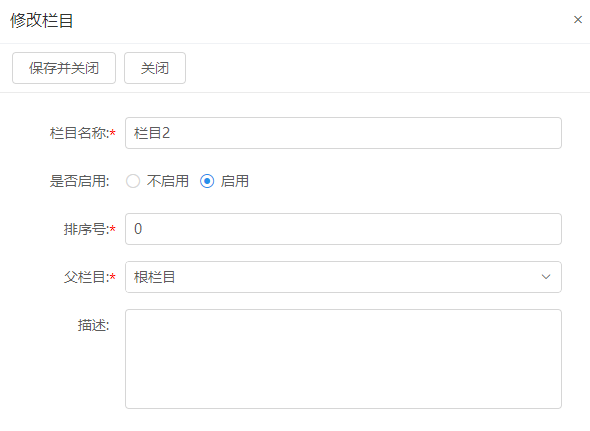 修改栏目 ×
保存并关闭 关闭
栏目名称:* 栏目2
是否启用: 不启用 启用
排序号:* 0
父栏目:* 根栏目
描述: